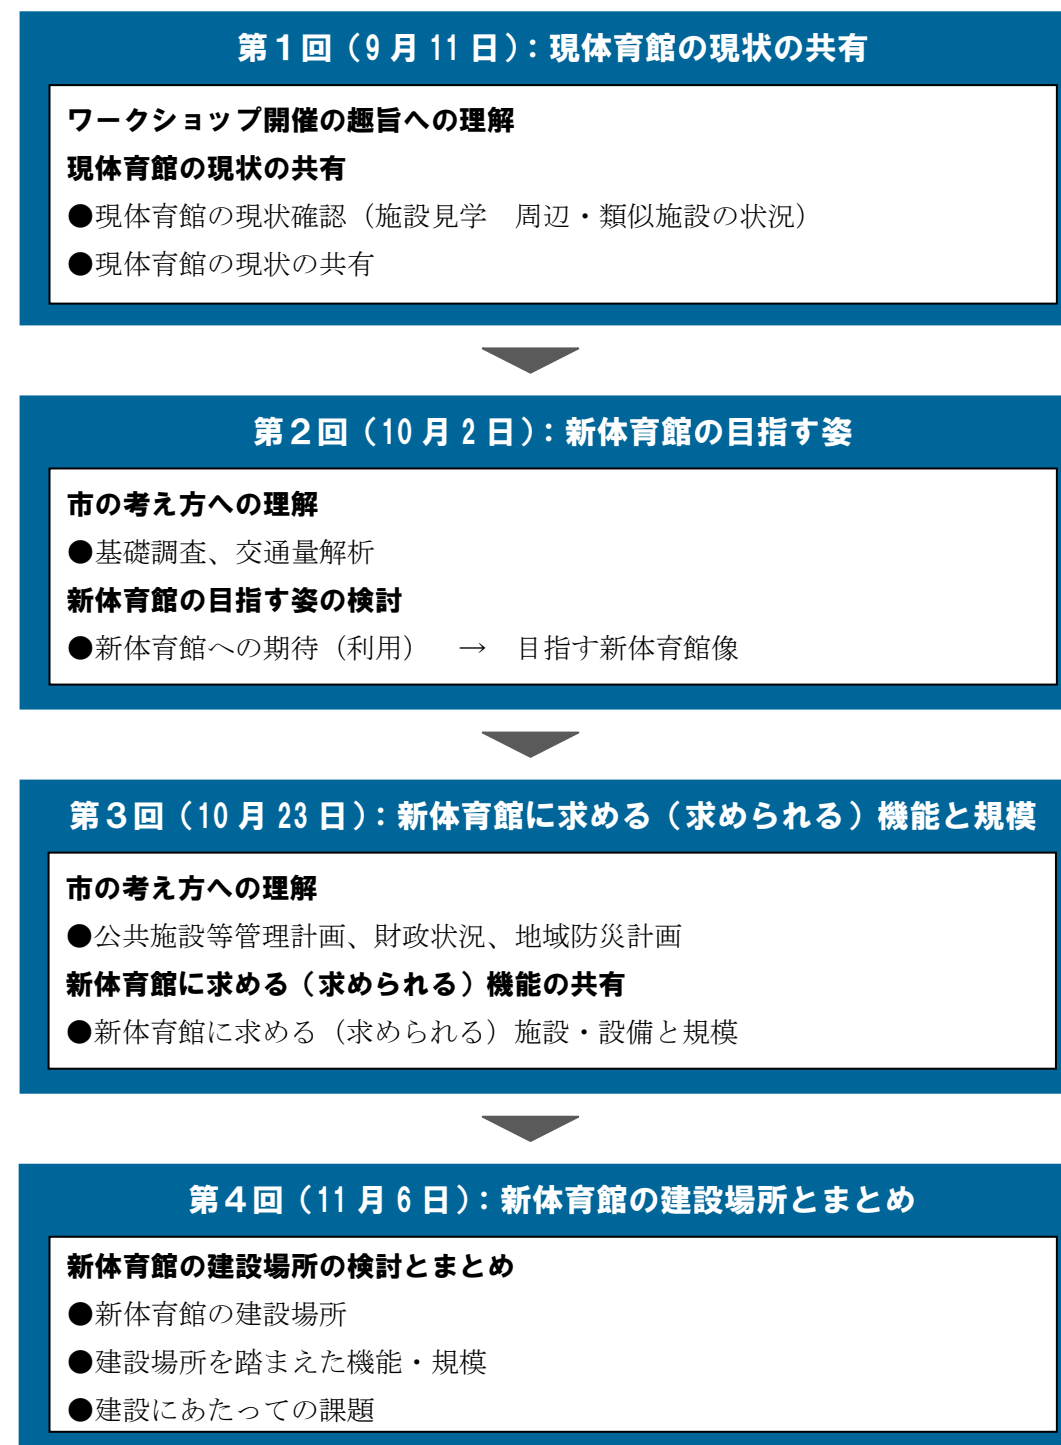 第1回（9月11日）：現体育館の現状の共有
ワークショップ開催の趣旨への理解
現体育館の現状の共有
●現体育館の現状確認（施設見学　周辺・類似施設の状況）
●現体育館の現状の共有
第2回（10月2日）：新体育館の目指す姿
市の考え方への理解
●基礎調査、交通量解析
新体育館の目指す姿の検討
●新体育館への期待（利用）　→　目指す新体育館像
第3回（10月23日）：新体育館に求める（求められる）機能と規模
市の考え方への理解
●公共施設等管理計画、財政状況、地域防災計画
新体育館に求める（求められる）機能の共有
●新体育館に求める（求められる）施設・設備と規模
第4回（11月6日）：新体育館の建設場所とまとめ
新体育館の建設場所の検討とまとめ
●新体育館の建設場所
●建設場所を踏まえた機能・規模
●建設にあたっての課題